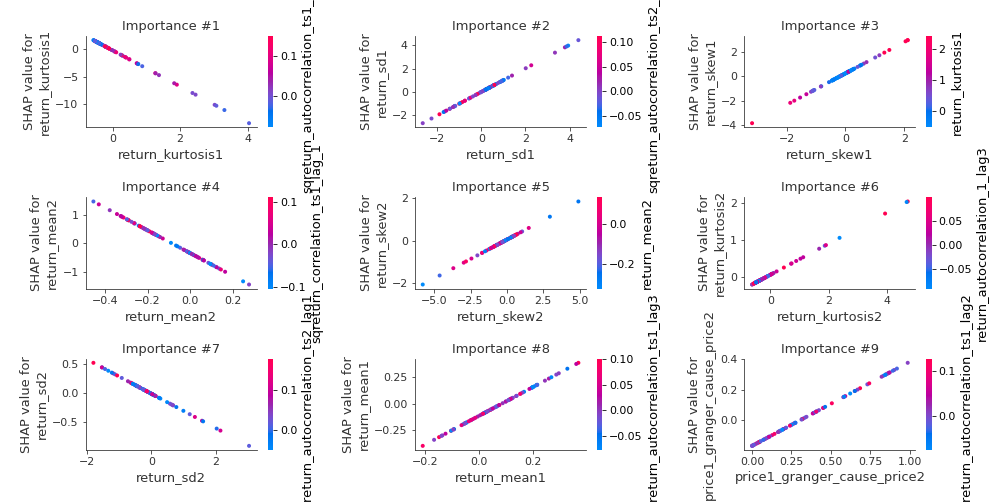 Importance #1
SHAP value for
return_kurtosis1
0
−5
−10
0
2
4
return_kurtosis1
0.1
0.0
sqreturn_autocorrelation_ts1_
Importance #2
SHAP value for
return_sd1
4
2
0
−2
−2
0
2
4
return_sd1
0.10
0.05
0.00
−0.05
sqreturn_autocorrelation_ts2_
Importance #3
SHAP value for
return_skew1
2
0
−2
−4
−2
0
2
return_skew1
2
1
0
return_kurtosis1
Importance #4
SHAP value for
return_mean2
1
0
−1
−0.4
−0.2
0.0
0.2
return_mean2
0.1
0.0
−0.1
sqreturn_correlation_ts1_lag_1
Importance #5
SHAP value for
return_skew2
2
0
−2
−5.0
−2.5
0.0
2.5
5.0
return_skew2
0.0
−0.2
return_mean2
Importance #6
SHAP value for
return_kurtosis2
2
1
0
0
2
4
return_kurtosis2
0.05
0.00
−0.05
return_autocorrelation_1_lag3
Importance #7
SHAP value for
return_sd2
0.5
0.0
−0.5
−2
0
2
return_sd2
0.1
0.0
return_autocorrelation_ts2_lag1
Importance #8
SHAP value for
return_mean1
0.25
0.00
−0.25
−0.2
0.0
0.2
return_mean1
0.10
0.05
0.00
−0.05
return_autocorrelation_ts1_lag3
Importance #9
SHAP value for
price1_granger_cause_price2
0.4
0.2
0.0
0.00
0.25
0.50
0.75
1.00
price1_granger_cause_price2
0.1
0.0
return_autocorrelation_ts1_lag2